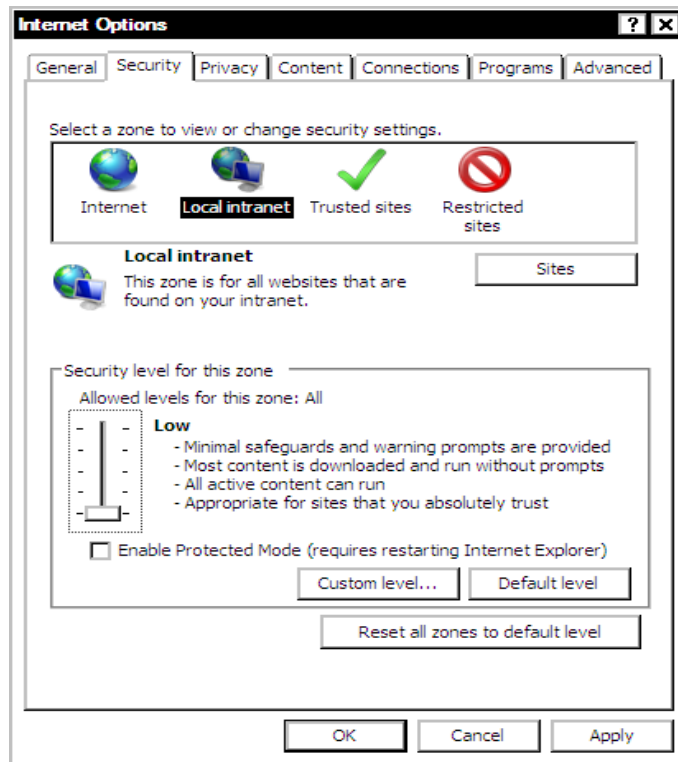 Internet Options
? X
General Security Privacy Content Connections Programs Advanced
Select a zone to view or change security settings.
Internet Local intranet Trusted sites Restricted
sites
Local intranet
Sites
This zone is for all websites that are
found on your intranet.
Security level for this zone
Allowed levels for this zone: All
Low
- Minimal safeguards and warning prompts are provided
- Most content is downloaded and run without prompts
- All active content can run
- Appropriate for sites that you absolutely trust
Enable Protected Mode (requires restarting Internet Explorer)
Custom level... Default level
Reset all zones to default level
OK Cancel Apply